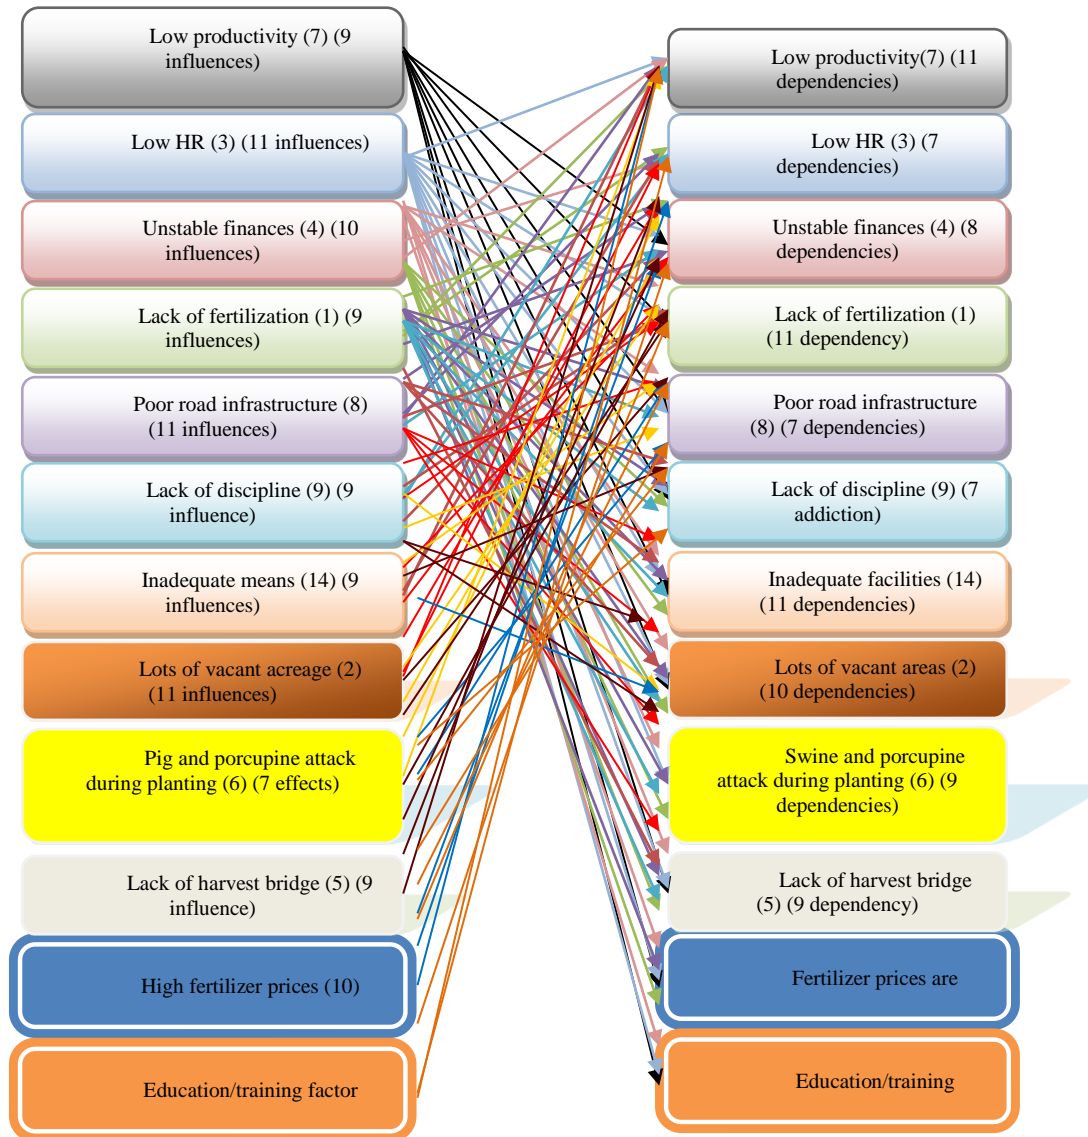 Low productivity (7) (9
influences)
Low HR (3) (11 influences)
Unstable finances (4) (10
influences)
Lack of fertilization (1) (9
influences)
Poor road infrastructure (8)
(11 influences)
Lack of discipline (9) (9
influence)
Inadequate means (14) (9
influences)
Lots of vacant acreage (2)
(11 influences)
Pig and porcupine attack
during planting (6) (7 effects)
Lack of harvest bridge (5) (9
influence)
High fertilizer prices (10)
Education/training factor
Low productivity(7) (11
dependencies)
Low HR (3) (7
dependencies)
Unstable finances (4) (8
dependencies)
Lack of fertilization (1)
(11 dependency)
Poor road infrastructure
(8) (7 dependencies)
Lack of discipline (9) (7
addiction)
Inadequate facilities (14)
(11 dependencies)
Lots of vacant areas (2)
(10 dependencies)
Swine and porcupine
attack during planting (6) (9
dependencies)
Lack of harvest bridge
(5) (9 dependency)
Fertilizer prices are
Education/training